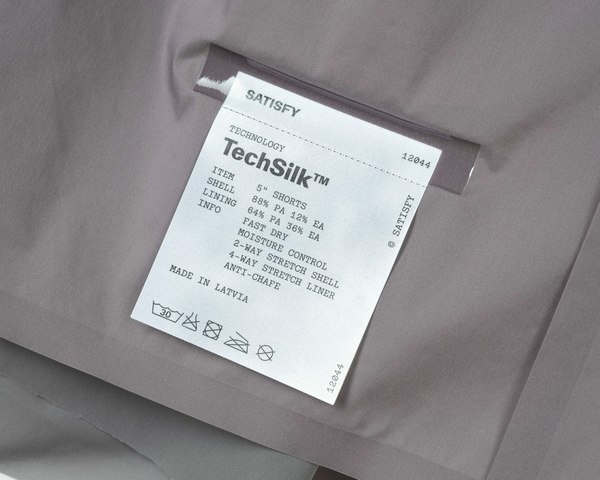 SATISFY
12044
TECHNOLOGY
TechSilk™
ITEM 5" SHORTS
SHELL 88% PA 12% EA
LINING 64% PA 36% EA
INFO FAST DRY
MOISTURE CONTROL
2-WAY STRETCH SHELL
4-WAY STRETCH LINER
ANTI-CHAFE
MADE IN LATVIA
30
© SATISFY
12044